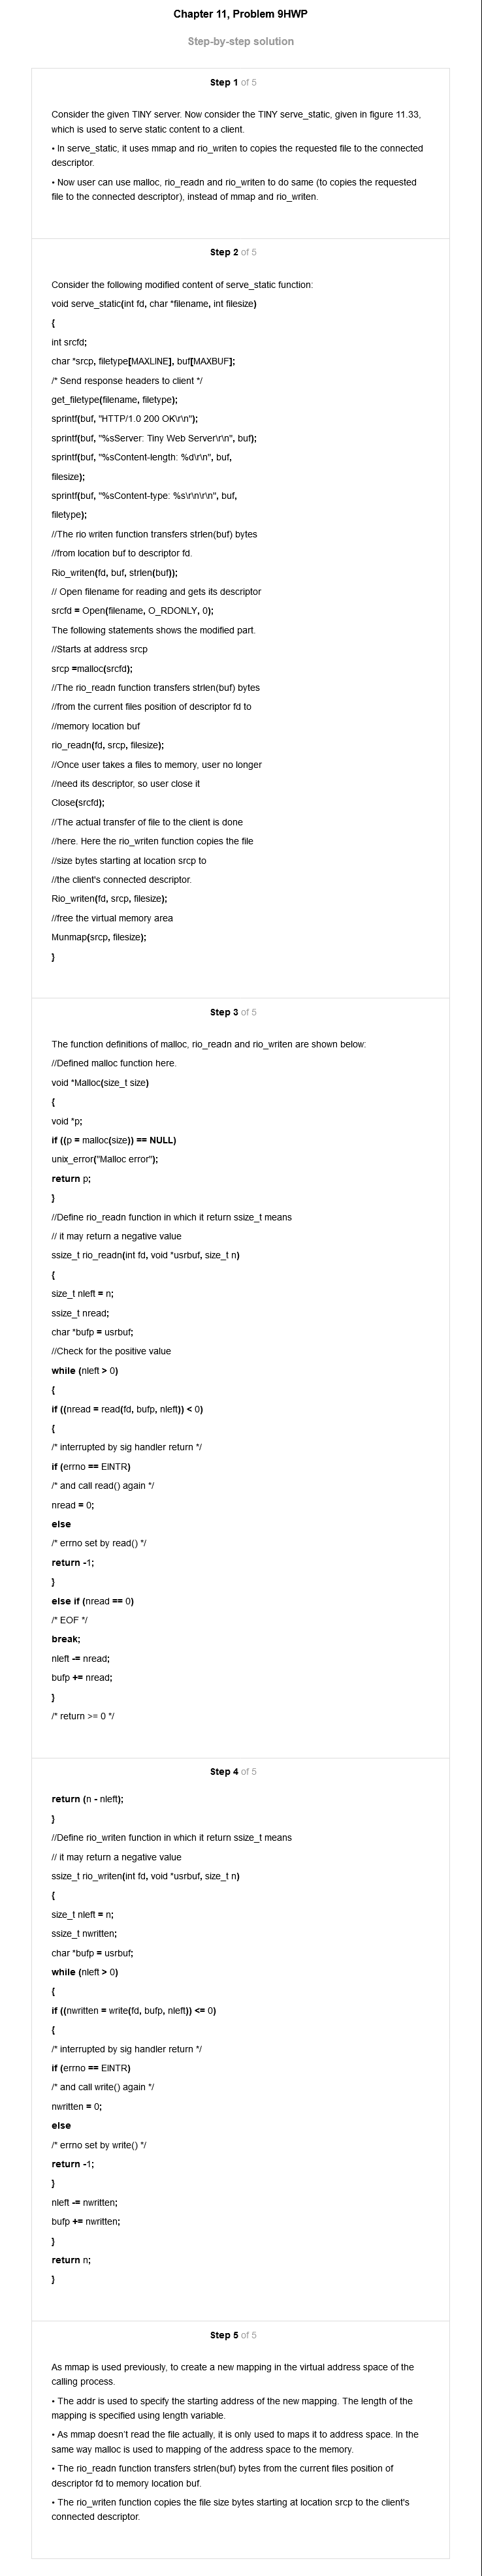 Chapter 11, Problem 9HWP
Step-by-step solution
Step 1 of 5
Consider the given TINY server. Now consider the TINY serve_static, given in figure 11.33,
which is used to serve static content to a client.
• In serve_static, it uses mmap and rio_writen to copies the requested file to the connected
descriptor.
• Now user can use malloc, rio_readn and rio_writen to do same (to copies the requested
file to the connected descriptor), instead of mmap and rio_writen.
Step 2 of 5
Consider the following modified content of serve_static function:
void serve_static(int fd, char *filename, int filesize)
{
int srcfd;
char *srcp, filetype[MAXLINE], buf[MAXBUF];
/* Send response headers to client */
get_filetype(filename, filetype);
sprintf(buf, "HTTP/1.0 200 OK\r\n");
sprintf(buf, "%sServer: Tiny Web Server\r\n", buf);
sprintf(buf, "%sContent-length: %d\r\n", buf,
filesize);
sprintf(buf, "%sContent-type: %s\r\n\r\n", buf,
filetype);
//The rio writen function transfers strlen(buf) bytes
//from location buf to descriptor fd.
Rio_writen(fd, buf, strlen(buf));
// Open filename for reading and gets its descriptor
srcfd = Open(filename, O_RDONLY, 0);
The following statements shows the modified part.
//Starts at address srcp
srcp =malloc(srcfd);
//The rio_readn function transfers strlen(buf) bytes
//from the current files position of descriptor fd to
//memory location buf
rio_readn(fd, srcp, filesize);
//Once user takes a files to memory, user no longer
//need its descriptor, so user close it
Close(srcfd);
//The actual transfer of file to the client is done
//here. Here the rio_writen function copies the file
//size bytes starting at location srcp to
//the client's connected descriptor.
Rio_writen(fd, srcp, filesize);
//free the virtual memory area
Munmap(srcp, filesize);
}
Step 3 of 5
The function definitions of malloc, rio_readn and rio_writen are shown below:
//Defined malloc function here.
void *Malloc(size_t size)
{
void *p;
if ((p = malloc(size)) == NULL)
unix_error("Malloc error");
return p;
}
//Define rio_readn function in which it return ssize_t means
// it may return a negative value
ssize_t rio_readn(int fd, void *usrbuf, size_t n)
{
size_t nleft = n;
ssize_t nread;
char *bufp = usrbuf;
//Check for the positive value
while (nleft > 0)
{
if ((nread = read(fd, bufp, nleft)) < 0)
{
/* interrupted by sig handler return */
if (errno == EINTR)
/* and call read() again */
nread = 0;
else
/* errno set by read() */
return -1;
}
else if (nread == 0)
/* EOF */
break;
nleft -= nread;
bufp += nread;
}
/* return >= 0 */
Step 4 of 5
return (n - nleft);
}
//Define rio_writen function in which it return ssize_t means
// it may return a negative value
ssize_t rio_writen(int fd, void *usrbuf, size_t n)
{
size_t nleft = n;
ssize_t nwritten;
char *bufp = usrbuf;
while (nleft > 0)
{
if ((nwritten = write(fd, bufp, nleft)) <= 0)
{
/* interrupted by sig handler return */
if (errno == EINTR)
/* and call write() again */
nwritten = 0;
else
/* errno set by write() */
return -1;
}
nleft -= nwritten;
bufp += nwritten;
}
return n;
}
Step 5 of 5
As mmap is used previously, to create a new mapping in the virtual address space of the
calling process.
• The addr is used to specify the starting address of the new mapping. The length of the
mapping is specified using length variable.
• As mmap doesn't read the file actually, it is only used to maps it to address space. In the
same way malloc is used to mapping of the address space to the memory.
• The rio_readn function transfers strlen(buf) bytes from the current files position of
descriptor fd to memory location buf.
• The rio_writen function copies the file size bytes starting at location srcp to the client's
connected descriptor.